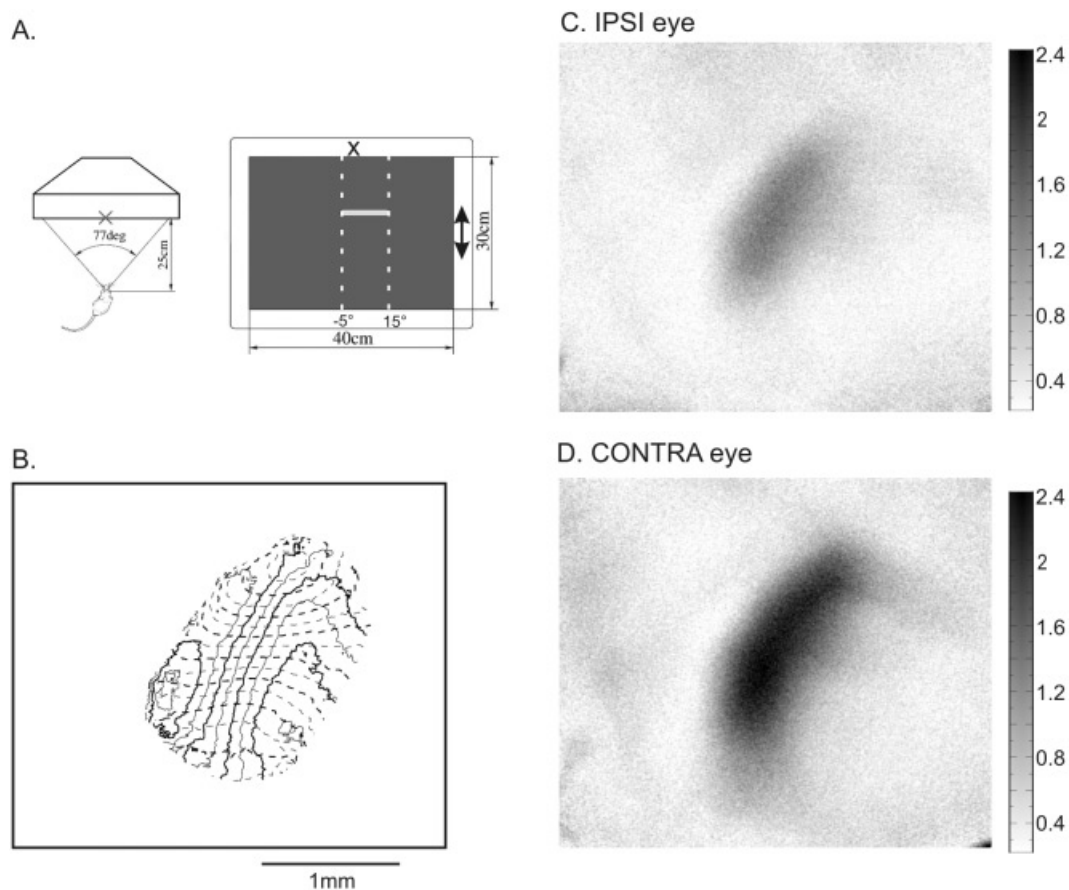 A.
77deg
25cm
X
-5°
15°
40cm
30cm
B.
1mm
C. IPSI eye
2.4
2
1.6
1.2
0.8
0.4
D. CONTRA eye
2.4
2
1.6
1.2
0.8
0.4